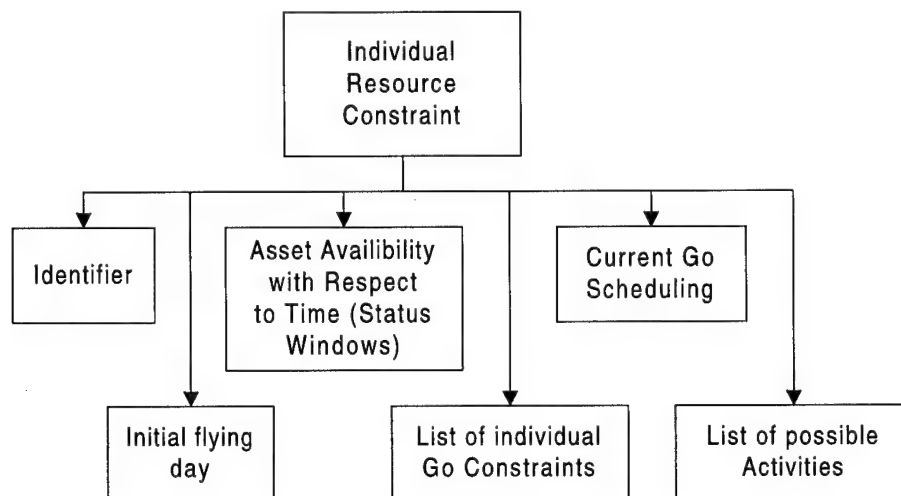 Individual
Resource
Constraint
Identifier
Asset Availibility
with Respect
to Time (Status
Windows)
Current Go
Scheduling
Initial flying
day
List of individual
Go Constraints
List of possible
Activities